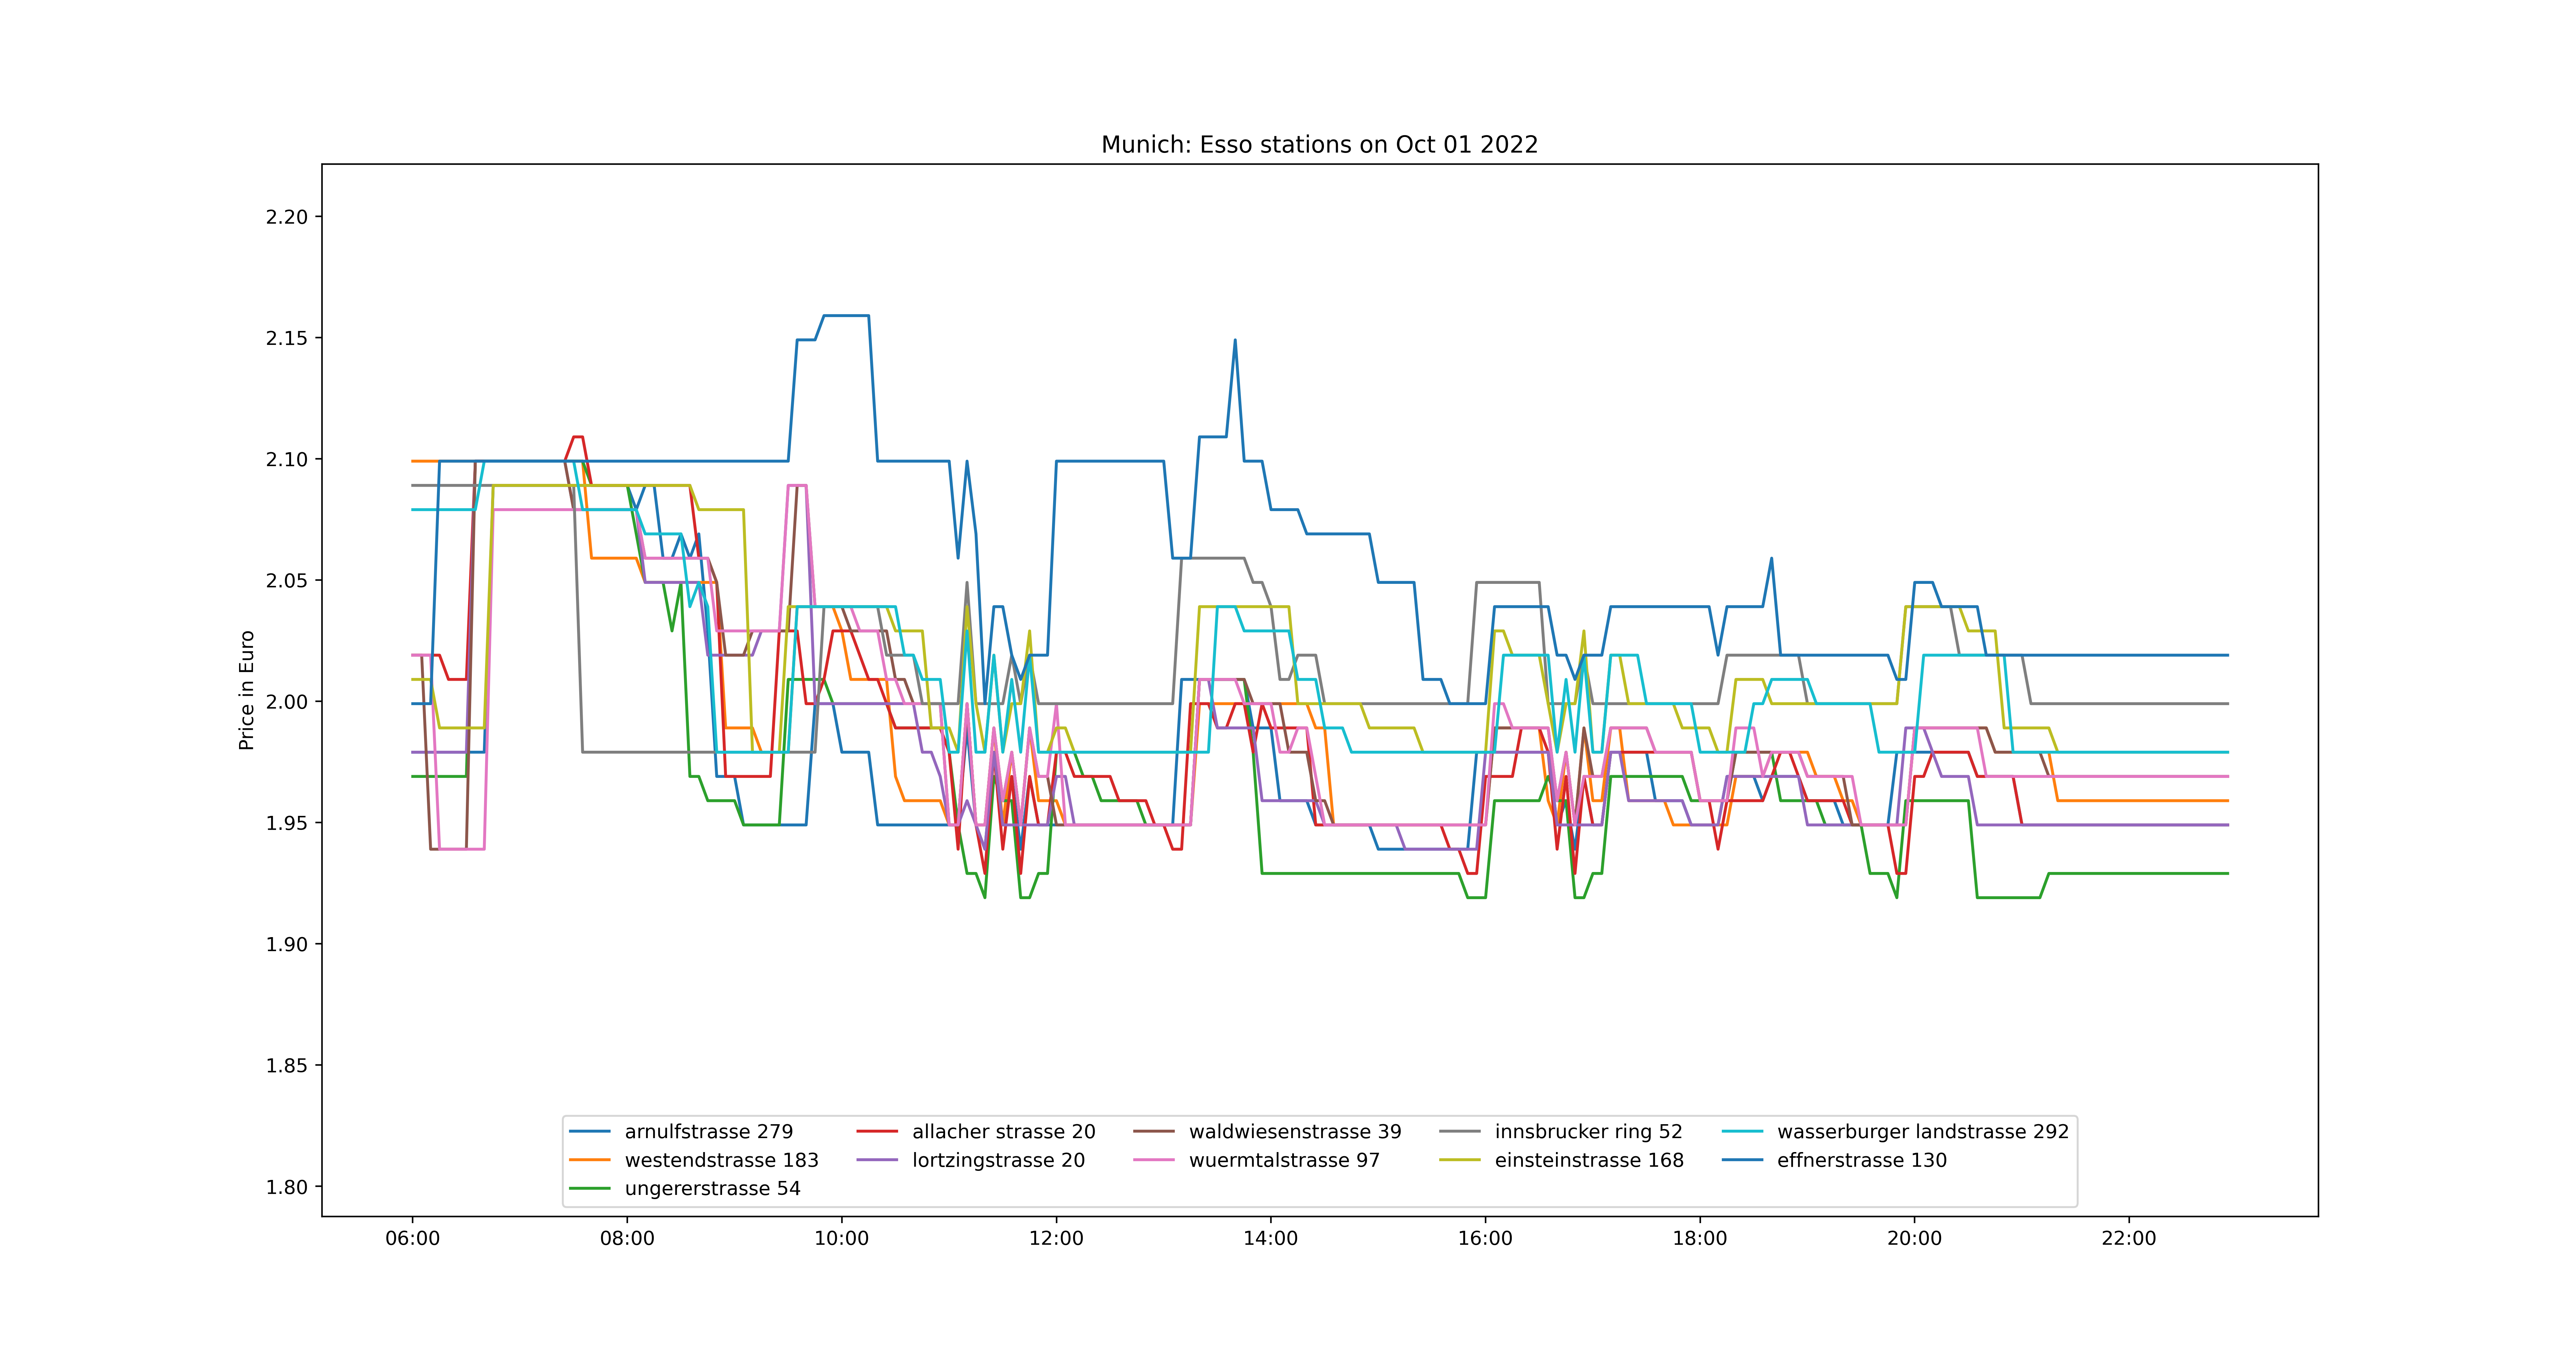 Munich: Esso stations on Oct 01 2022
Price in Euro
2.20
2.15
2.10
2.05
2.00
1.95
1.90
1.85
1.80
arnulfstrasse 279
westendstrasse 183
ungererstrasse 54
allacher strasse 20
lortzingstrasse 20
waldwiesenstrasse 39
wuermtalstrasse 97
innsbrucker ring 52
einsteinstrasse 168
wasserburger landstrasse 292
effnerstrasse 130
06:00 08:00 10:00 12:00 14:00 16:00 18:00 20:00 22:00